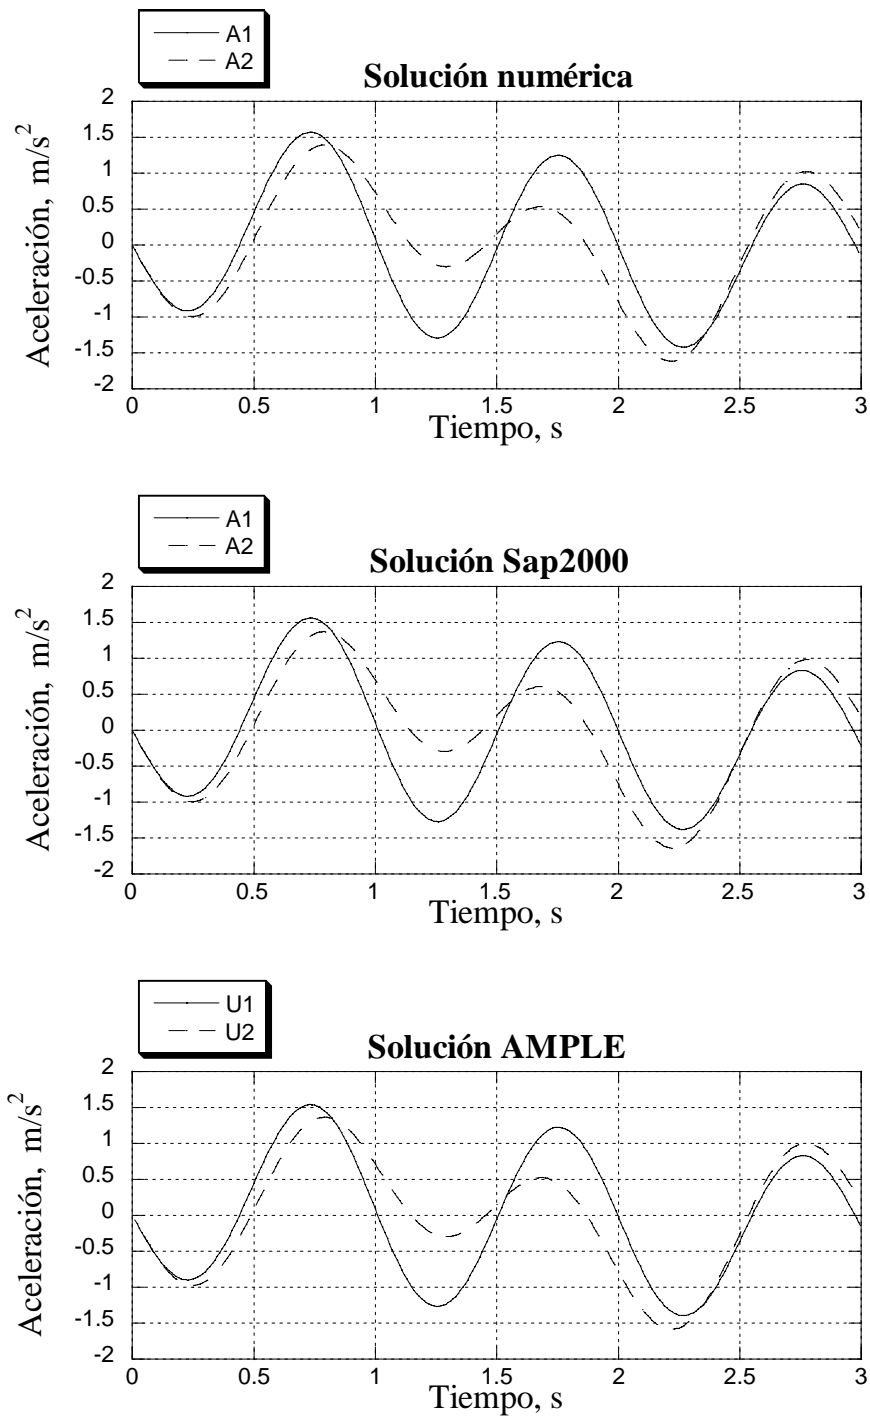 A1
A2
Solución numérica
2
1.5
1
0.5
0
-0.5
-1
-1.5
-2
Aceleración, m/s²
0 0.5 1 1.5 2 2.5 3
Tiempo, s
A1
A2
Solución Sap2000
2
1.5
1
0.5
0
-0.5
-1
-1.5
-2
Aceleración, m/s²
0 0.5 1 1.5 2 2.5 3
Tiempo, s
U1
U2
Solución AMPLE
2
1.5
1
0.5
0
-0.5
-1
-1.5
-2
Aceleración, m/s²
0 0.5 1 1.5 2 2.5 3
Tiempo, s